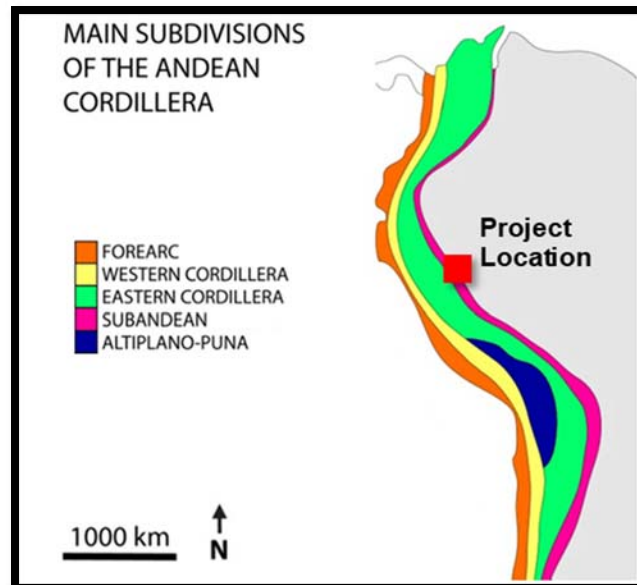 MAIN SUBDIVISIONS
OF THE ANDEAN
CORDILLERA
Project
Location
FOREARC
WESTERN CORDILLERA
EASTERN CORDILLERA
SUBANDEAN
ALTIPLANO-PUNA
1000 km
N